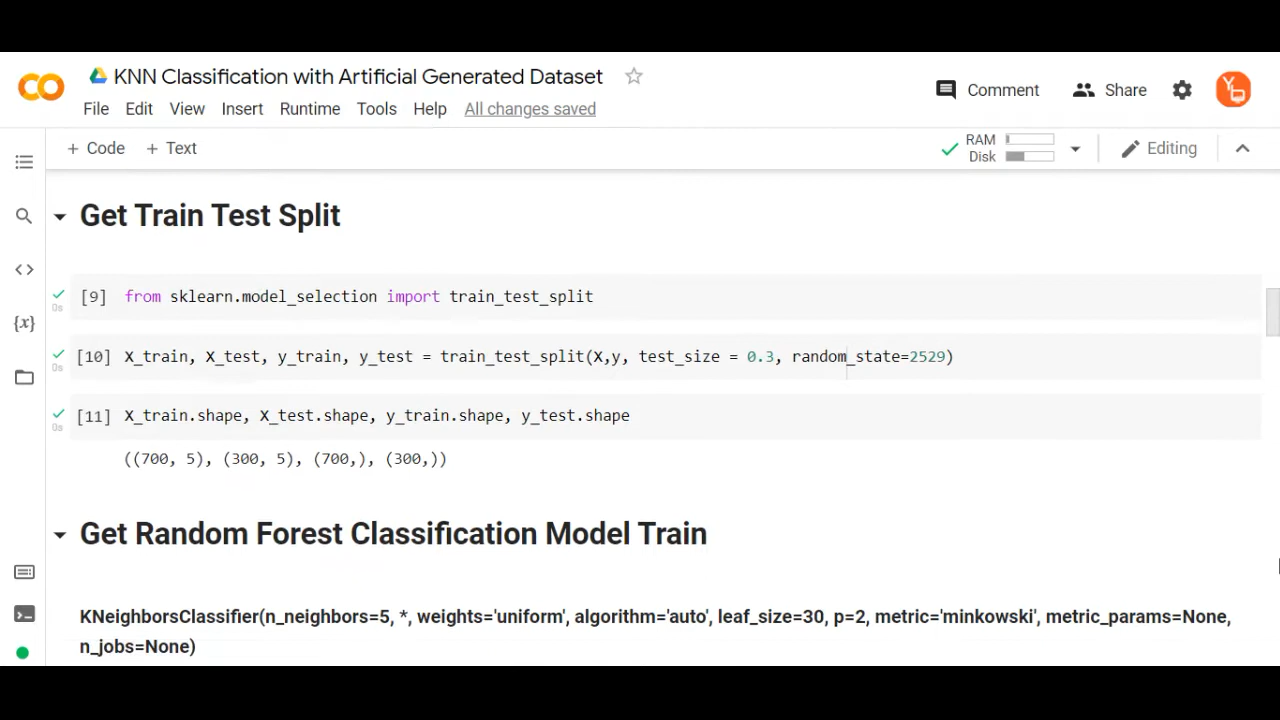 KNN Classification with Artificial Generated Dataset
Comment
Share
File Edit View Insert Runtime Tools Help All changes saved
+ Code + Text
RAM
Disk
Editing
Get Train Test Split
[9] from sklearn.model_selection import train_test_split
0s
[10] X_train, X_test, y_train, y_test = train_test_split(X,y, test_size = 0.3, random_state=2529)
0s
[11] X_train.shape, X_test.shape, y_train.shape, y_test.shape
0s
((700, 5), (300, 5), (700,), (300,))
Get Random Forest Classification Model Train
KNeighborsClassifier(n_neighbors=5, *, weights='uniform', algorithm='auto', leaf_size=30, p=2, metric='minkowski', metric_params=None,
n_jobs=None)
{x}